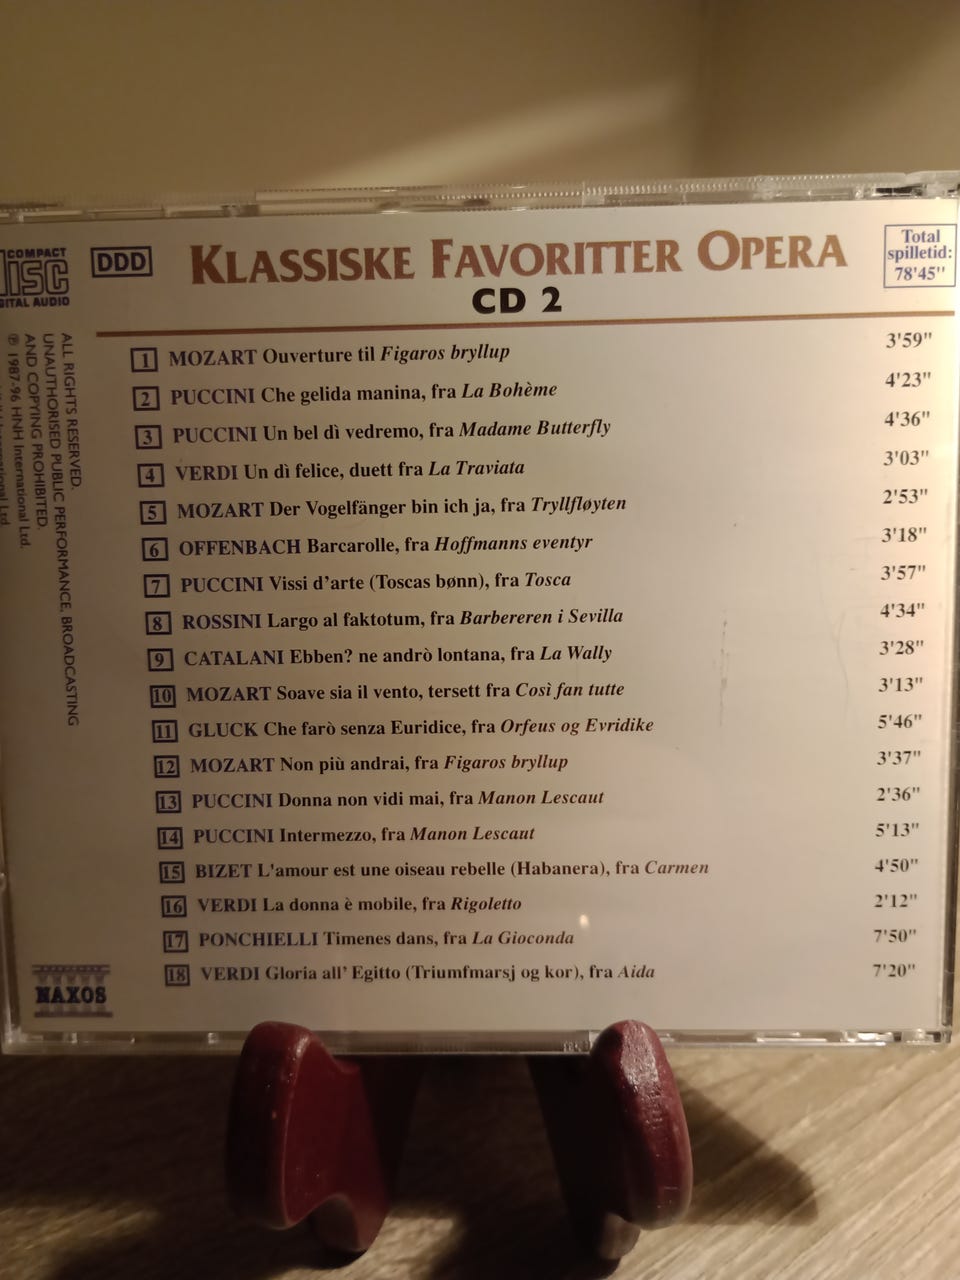 COMPACT
DISC
DIGITAL AUDIO
DDD
KLASSISKE FAVORITTER OPERA
CD 2
Total
spilletid:
78'45"
1 MOZART Ouverture til Figaros bryllup 3'59"
2 PUCCINI Che gelida manina, fra La Bohème 4'23"
3 PUCCINI Un bel dì vedremo, fra Madame Butterfly 4'36"
4 VERDI Un dì felice, duett fra La Traviata 3'03"
5 MOZART Der Vogelfänger bin ich ja, fra Tryllfløyten 2'53"
6 OFFENBACH Barcarolle, fra Hoffmanns eventyr 3'18"
7 PUCCINI Vissi d'arte (Toscas bønn), fra Tosca 3'57"
8 ROSSINI Largo al faktotum, fra Barbereren i Sevilla 4'34"
9 CATALANI Ebben? ne andrò lontana, fra La Wally 3'28"
10 MOZART Soave sia il vento, tersett fra Così fan tutte 3'13"
11 GLUCK Che farò senza Euridice, fra Orfeus og Evridike 5'46"
12 MOZART Non più andrai, fra Figaros bryllup 3'37"
13 PUCCINI Donna non vidi mai, fra Manon Lescaut 2'36"
14 PUCCINI Intermezzo, fra Manon Lescaut 5'13"
15 BIZET L'amour est une oiseau rebelle (Habanera), fra Carmen 4'50"
16 VERDI La donna è mobile, fra Rigoletto 2'12"
17 PONCHIELLI Timenes dans, fra La Gioconda 7'50"
18 VERDI Gloria all' Egitto (Triumfmarsj og kor), fra Aida 7'20"
ALL RIGHTS RESERVED.
UNAUTHORISED PUBLIC PERFORMANCE, BROADCASTING
AND COPYING PROHIBITED.
℗ 1987-96 HNH International Ltd.
International Ltd.
NAXOS